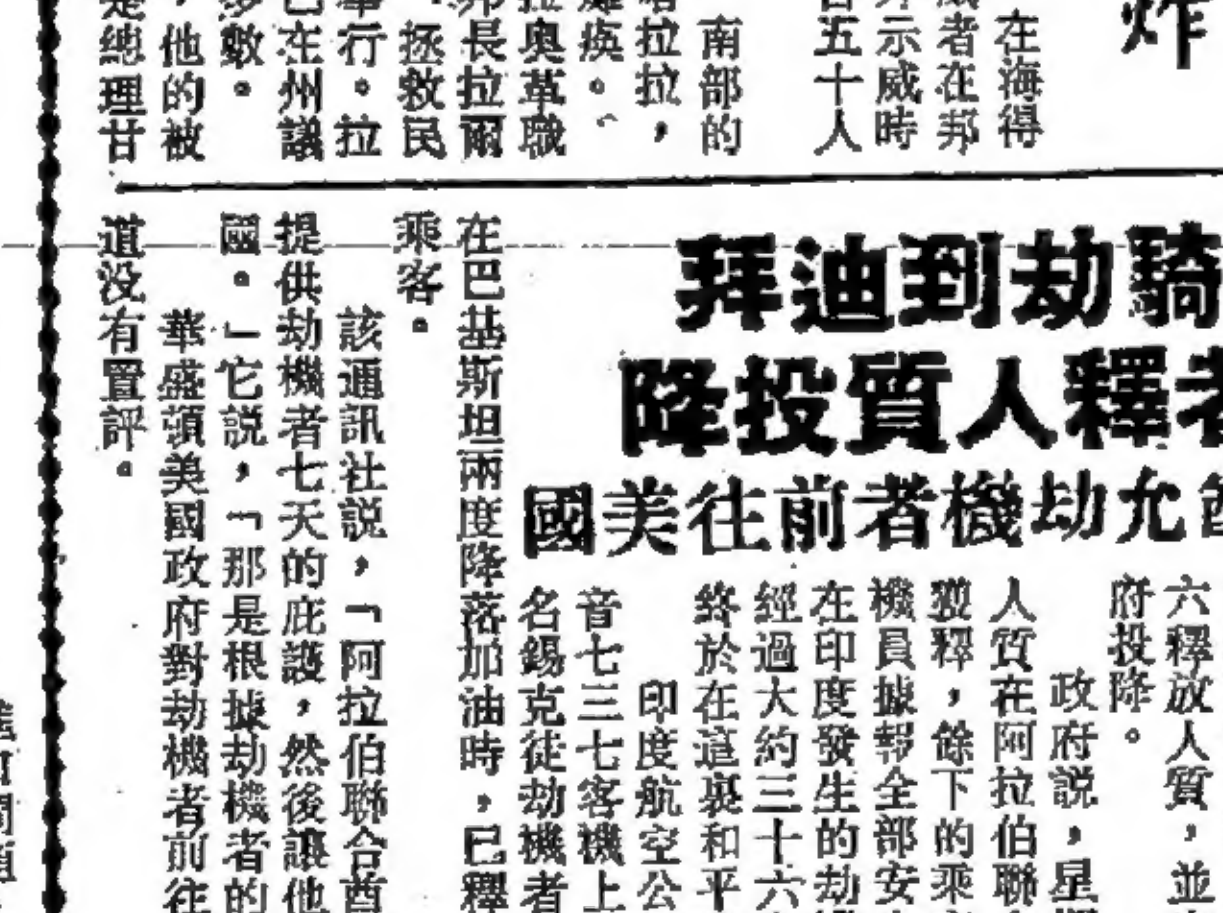 炸
在海得
威者在邦
示威時
五十人
南部的
拉拉，
瘓。
拉奧革職
邦長拉爾
拯救民
舉行。拉
已在州議
多數。
，他的被
是總理甘
騎劫到迪拜
者釋人質投降
酋允劫機者前往美國
六釋放人質，並
府投降。
政府説，星
人質在阿拉伯聯
獲釋，餘下的乘
機員據報全部安
在印度發生的劫
經過大約三十六
終於在這裏和平
印度航空公
音七三七客機上
名錫克徒劫機者
在巴基斯坦兩度降落加油時，已釋
乘客。
該通訊社説，「阿拉伯聯合酋
提供劫機者七天的庇護，然後讓他
國。」它説，「那是根據劫機者的
華盛頓美國政府對劫機者前往
道没有置評。